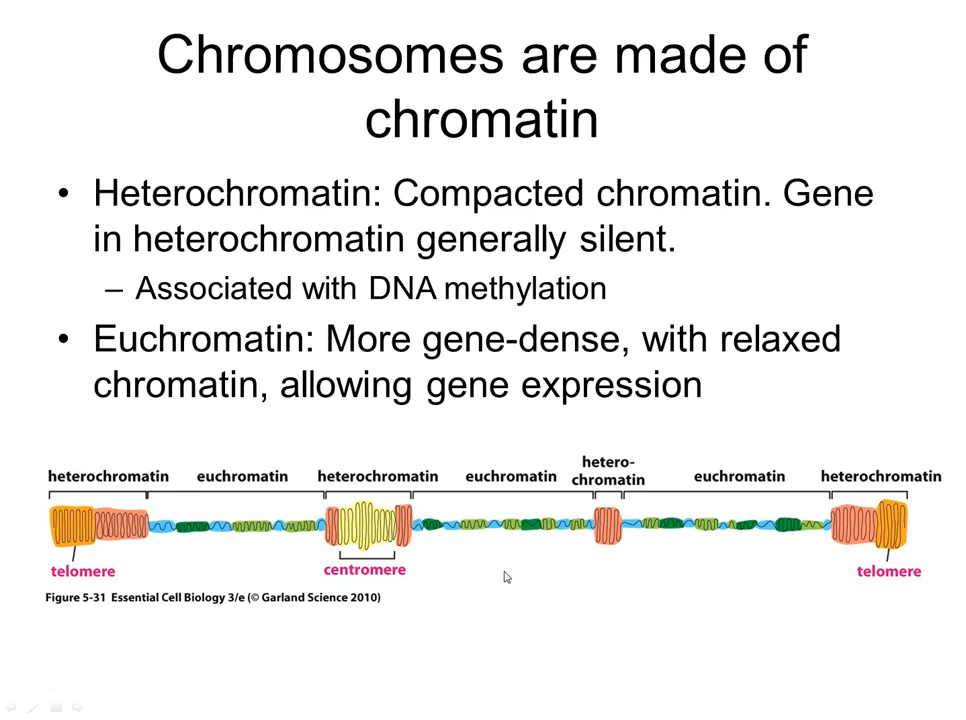 Chromosomes are made of
chromatin
• Heterochromatin: Compacted chromatin. Gene
in heterochromatin generally silent.
– Associated with DNA methylation
• Euchromatin: More gene-dense, with relaxed
chromatin, allowing gene expression
heterochromatin euchromatin heterochromatin euchromatin hetero-
chromatin euchromatin heterochromatin
telomere centromere telomere
Figure 5-31 Essential Cell Biology 3/e (© Garland Science 2010)